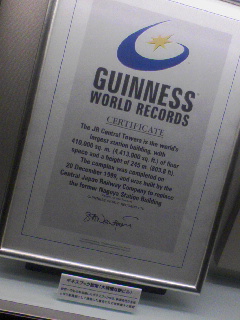 GUINNESS
WORLD RECORDS
CERTIFICATE
The JR Central Towers is the world's
largest station building, with
410,000 sq. m. (4,413,000 sq. ft.) of floor
space and a height of 245 m. (803.8 ft).
The complex was completed on
20 December 1999, and was built by the
Central Japan Railway Company to replace
the former Nagoya Station Building